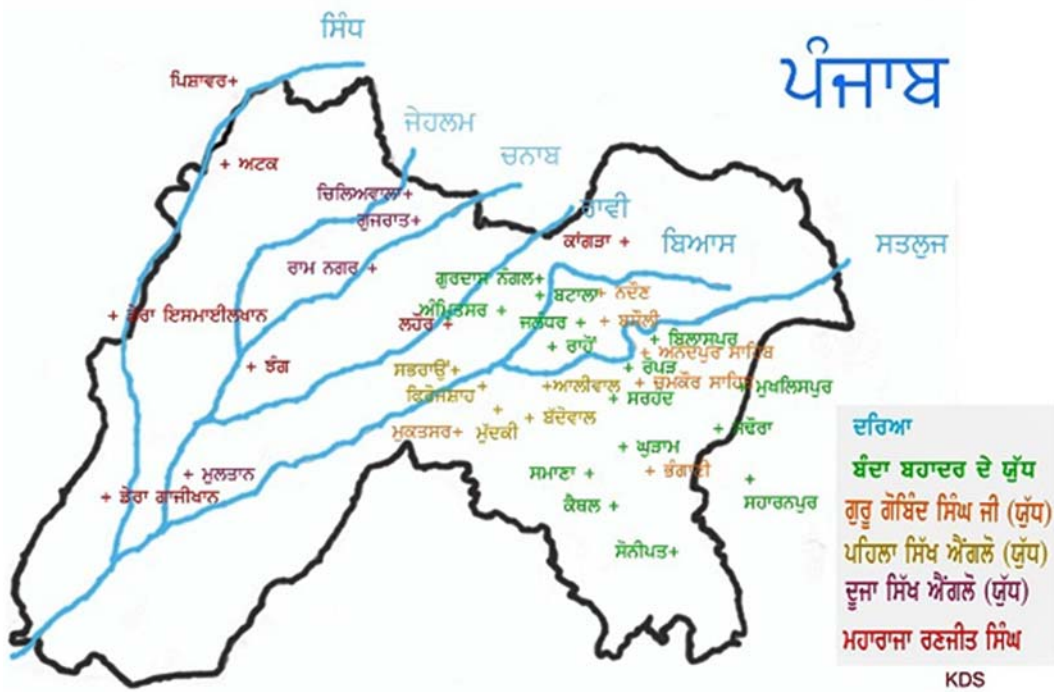 ਸਿੰਧ
ਪੰਜਾਬ
ਪਿਸ਼ਾਵਰ+
ਜੇਹਲਮ
ਚਨਾਬ
+ ਅਟਕ
ਚਿਲਿਅਵਾਲਾ+
ਗੁਜਰਾਤ+
ਰਾਵੀ
ਕਾਂਗੜਾ +
ਬਿਆਸ
ਸਤਲੁਜ
ਰਾਮ ਨਗਰ +
ਗੁਰਦਾਸ ਨੰਗਲ+
ਬਟਾਲਾ+ ਨਦੌਣ
+ ਡੇਰਾ ਇਸਮਾਈਲਖਾਨ
ਅੰਮ੍ਰਿਤਸਰ +
ਲਹੌਰ +
ਜਲੰਧਰ +
+ ਬਸੌਲੀ
+ ਰਾਹੋਂ
+ ਬਿਲਾਸਪੁਰ
+ ਅਨੰਦਪੁਰ ਸਾਹਿਬ
+ ਝੰਗ
ਸਭਰਾਉਂ+
ਰੋਪੜ
ਫਿਰੋਜਸ਼ਾਹ
+ਆਲੀਵਾਲ
+ ਚਮਕੌਰ ਸਾਹਿਬ
ਮੁਖਲਿਸਪੁਰ
+ ਸਰਹੰਦ
+ ਬੱਦੋਵਾਲ
ਮੁਕਤਸਰ+
ਮੁੱਦਕੀ
+ ਸਢੌਰਾ
+ ਘੁੜਾਮ
+ ਮੁਲਤਾਨ
ਸਮਾਣਾ +
+ ਭੰਗਾਣੀ
+ ਡੇਰਾ ਗਾਜੀਖਾਨ
ਕੈਥਲ +
ਸਹਾਰਨਪੁਰ
ਸੋਨੀਪਤ+
ਦਰਿਆ
ਬੰਦਾ ਬਹਾਦਰ ਦੇ ਯੁੱਧ
ਗੁਰੂ ਗੋਬਿੰਦ ਸਿੰਘ ਜੀ (ਯੁੱਧ)
ਪਹਿਲਾ ਸਿੱਖ ਐਂਗਲੋ (ਯੁੱਧ)
ਦੂਜਾ ਸਿੱਖ ਐਂਗਲੋ (ਯੁੱਧ)
ਮਹਾਰਾਜਾ ਰਣਜੀਤ ਸਿੰਘ
KDS